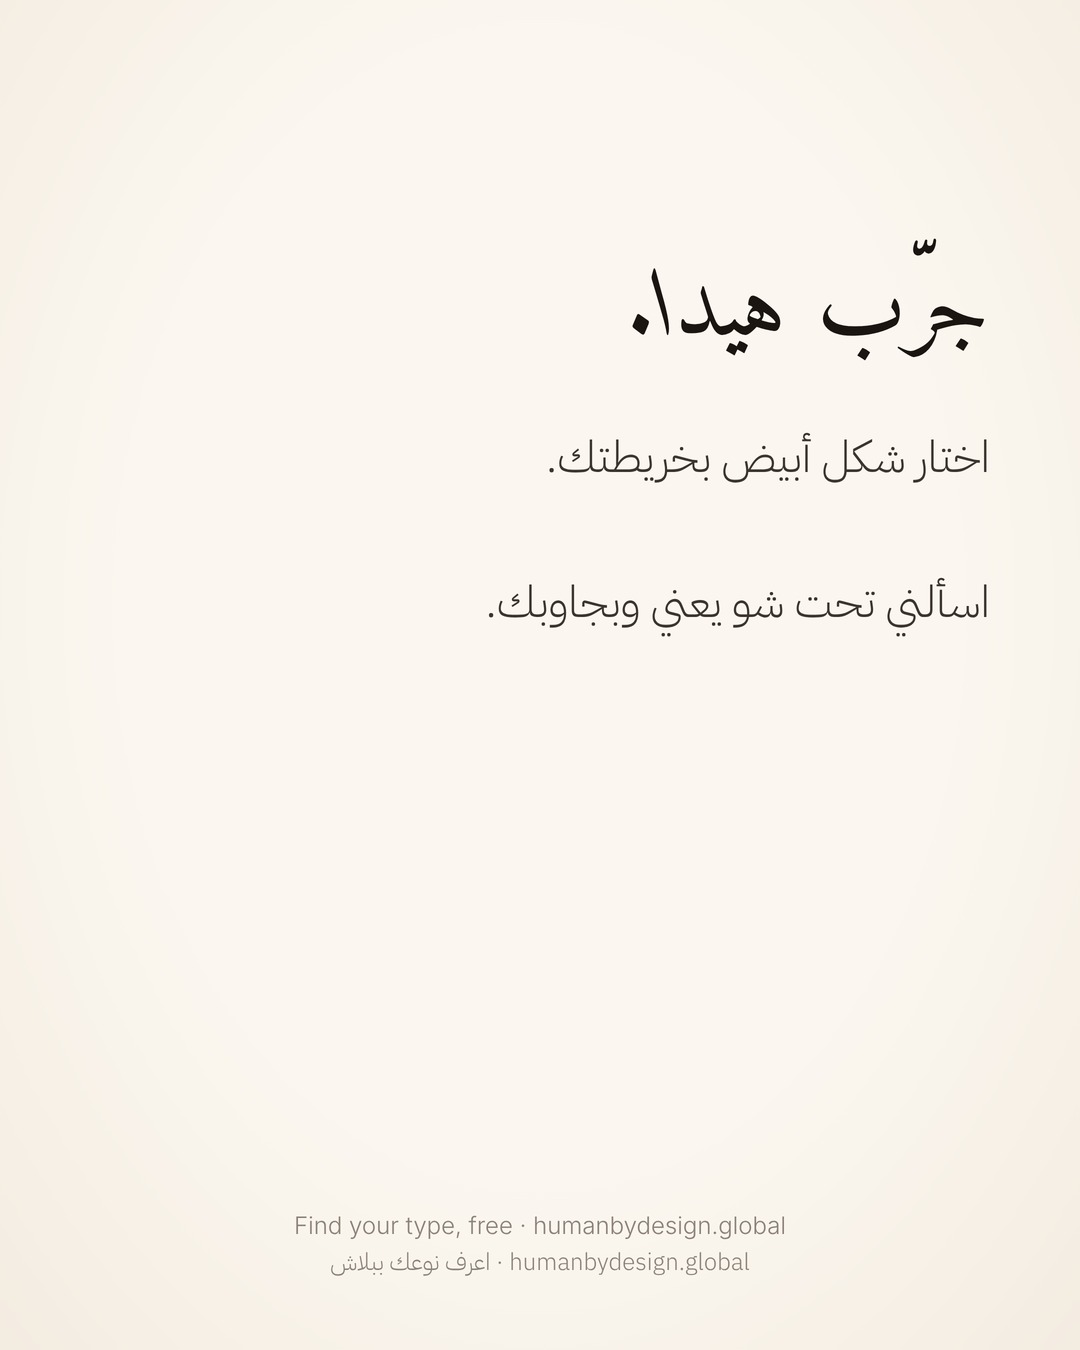 جرّب هيدا.
اختار شكل أبيض بخريطتك.
اسألني تحت شو يعني وبجاوبك.
Find your type, free · humanbydesign.global
اعرف نوعك ببلاش · humanbydesign.global